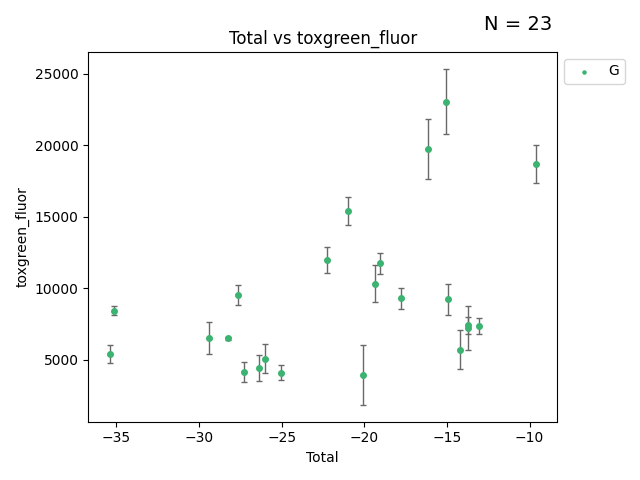 N = 23
Total vs toxgreen_fluor
G
25000
20000
15000
10000
5000
toxgreen_fluor
−35
−30
−25
−20
−15
−10
Total